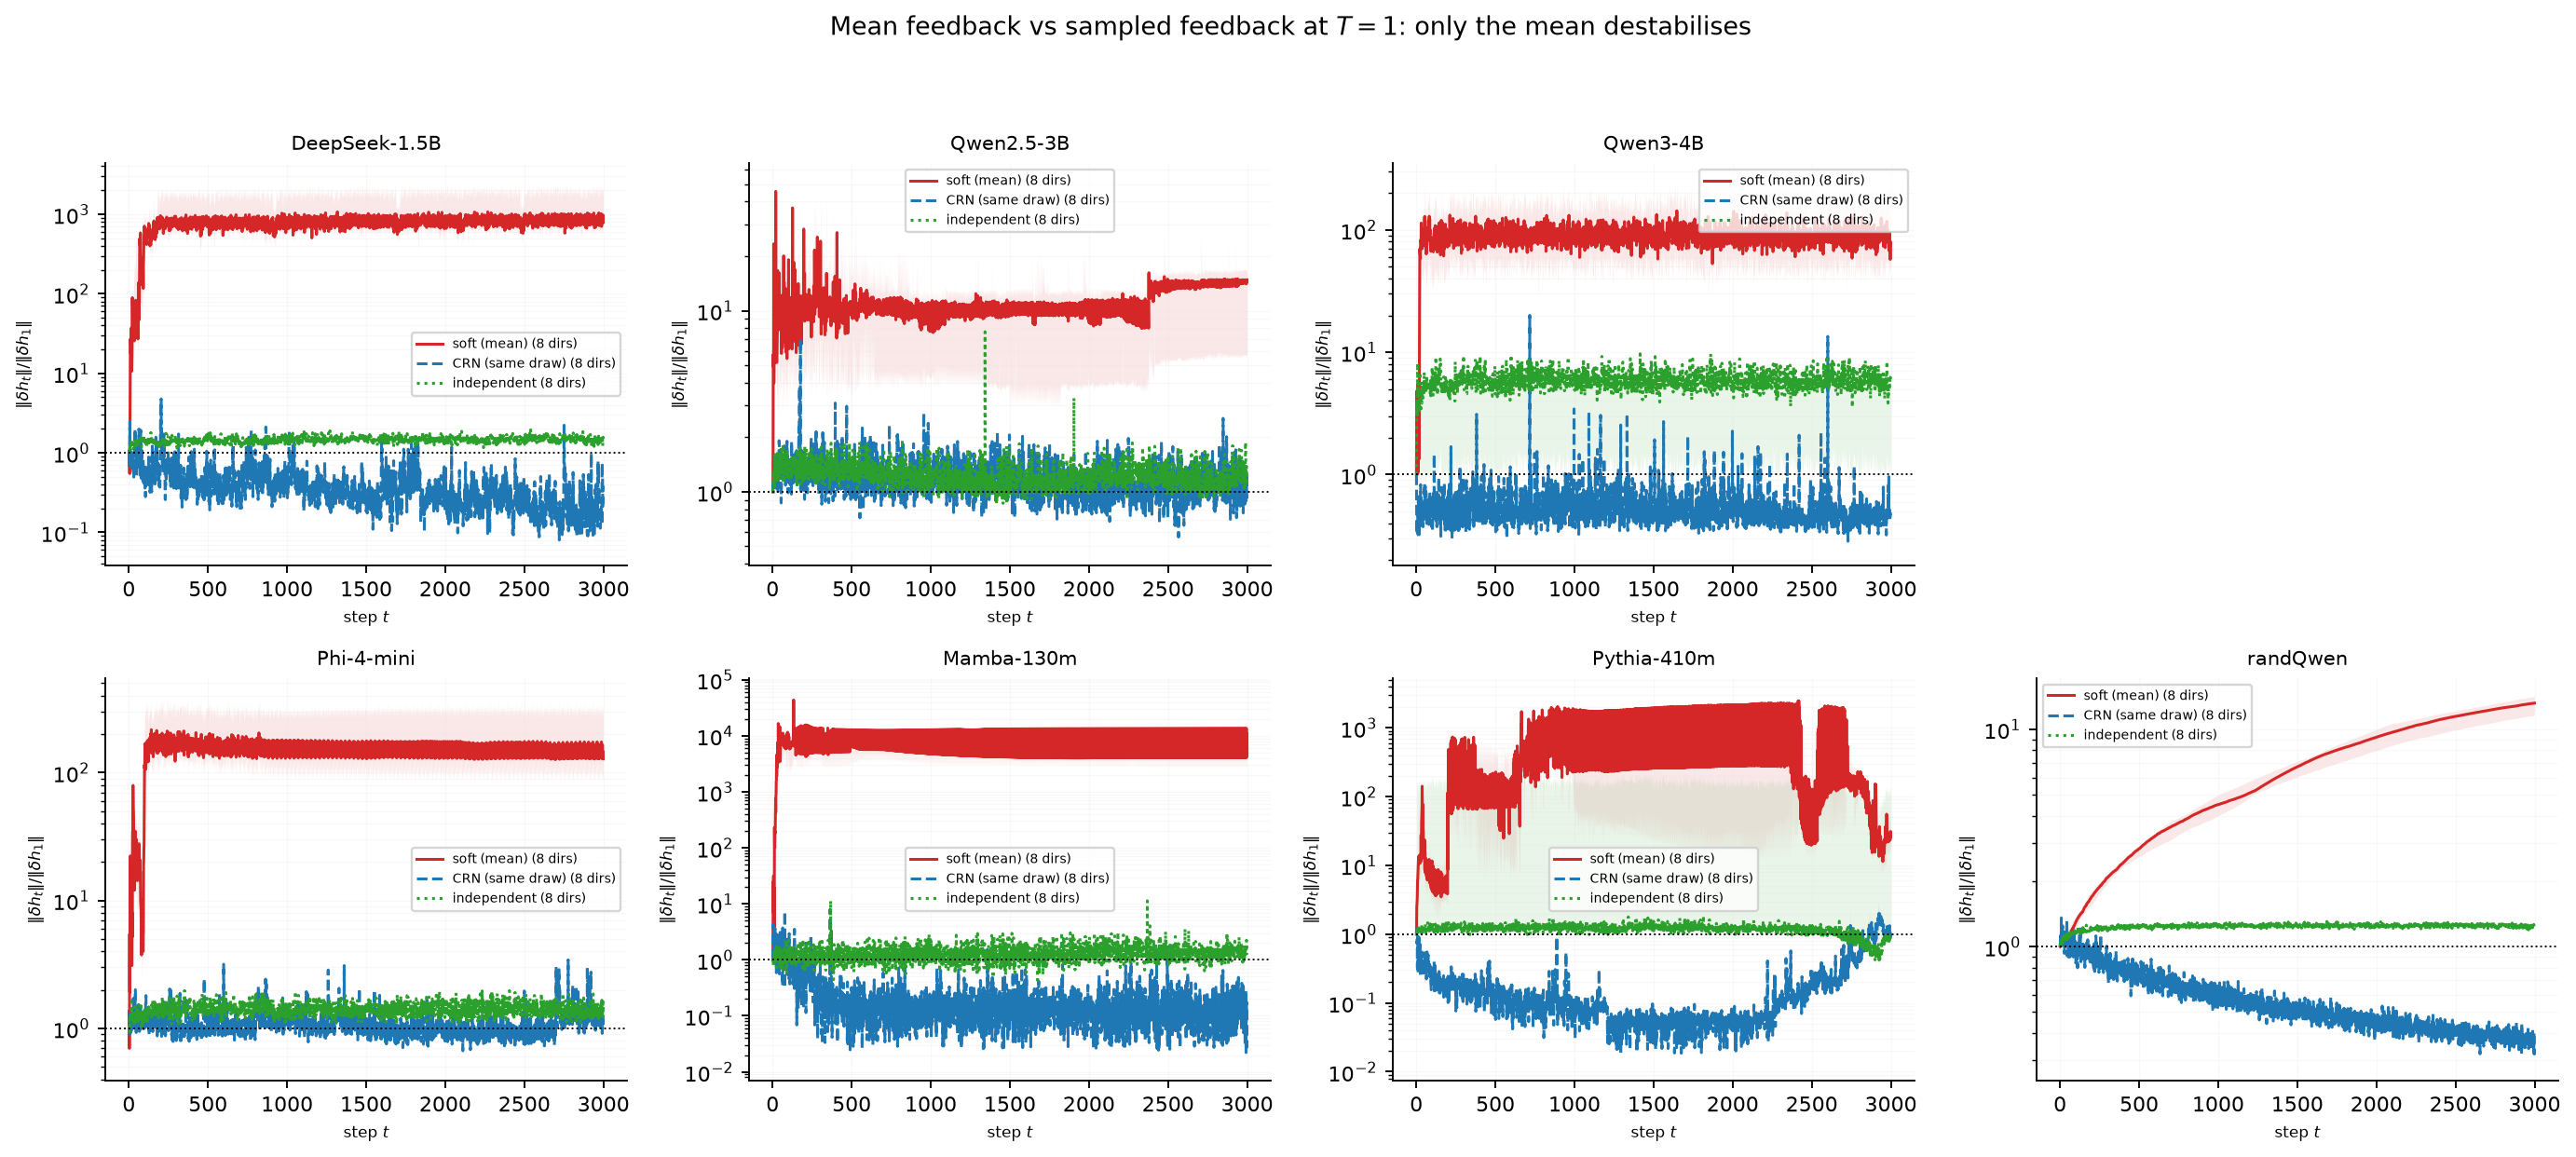 Mean feedback vs sampled feedback at T = 1: only the mean destabilises
DeepSeek-1.5B
‖δh_t‖/‖δh_1‖
10^3
10^2
10^1
10^0
10^−1
soft (mean) (8 dirs)
CRN (same draw) (8 dirs)
independent (8 dirs)
0 500 1000 1500 2000 2500 3000
step t
Qwen2.5-3B
‖δh_t‖/‖δh_1‖
10^1
10^0
soft (mean) (8 dirs)
CRN (same draw) (8 dirs)
independent (8 dirs)
0 500 1000 1500 2000 2500 3000
step t
Qwen3-4B
‖δh_t‖/‖δh_1‖
10^2
10^1
10^0
soft (mean) (8 dirs)
CRN (same draw) (8 dirs)
independent (8 dirs)
0 500 1000 1500 2000 2500 3000
step t
Phi-4-mini
‖δh_t‖/‖δh_1‖
10^2
10^1
10^0
soft (mean) (8 dirs)
CRN (same draw) (8 dirs)
independent (8 dirs)
0 500 1000 1500 2000 2500 3000
step t
Mamba-130m
‖δh_t‖/‖δh_1‖
10^5
10^4
10^3
10^2
10^1
10^0
10^−1
10^−2
soft (mean) (8 dirs)
CRN (same draw) (8 dirs)
independent (8 dirs)
0 500 1000 1500 2000 2500 3000
step t
Pythia-410m
‖δh_t‖/‖δh_1‖
10^3
10^2
10^1
10^0
10^−1
10^−2
soft (mean) (8 dirs)
CRN (same draw) (8 dirs)
independent (8 dirs)
0 500 1000 1500 2000 2500 3000
step t
randQwen
‖δh_t‖/‖δh_1‖
10^1
10^0
soft (mean) (8 dirs)
CRN (same draw) (8 dirs)
independent (8 dirs)
0 500 1000 1500 2000 2500 3000
step t